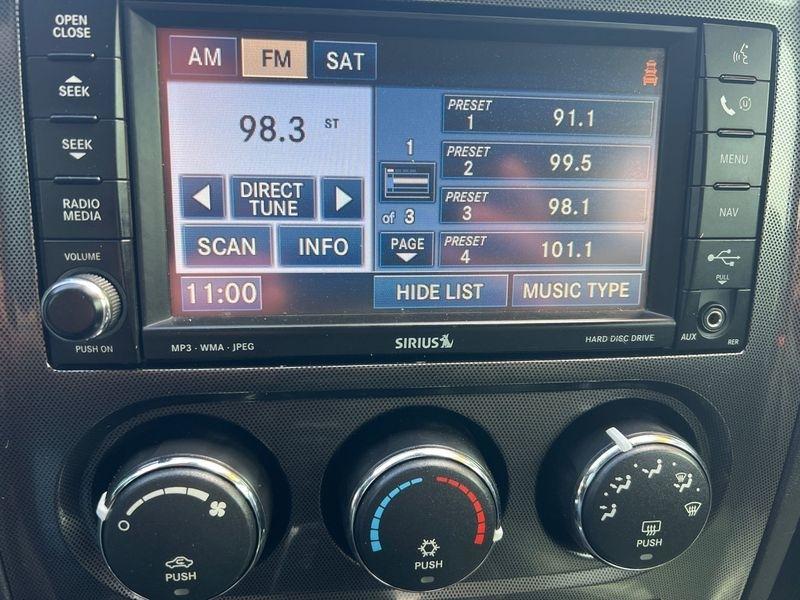 OPEN
CLOSE
SEEK
SEEK
RADIO
MEDIA
VOLUME
PUSH ON
AM FM SAT
98.3 ST
DIRECT
TUNE
SCAN INFO
11:00
1
of 3
PAGE
PRESET
1 91.1
PRESET
2 99.5
PRESET
3 98.1
PRESET
4 101.1
HIDE LIST MUSIC TYPE
MP3 · WMA · JPEG
SIRIUS
HARD DISC DRIVE
U
MENU
NAV
PULL
AUX
RER
PUSH
PUSH
PUSH